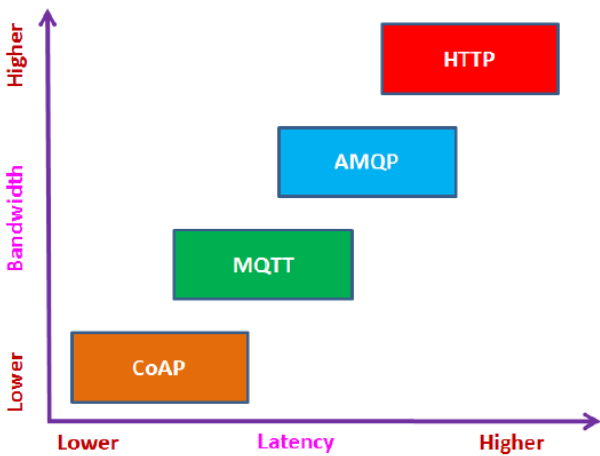 Higher
HTTP
AMQP
Bandwidth
MQTT
CoAP
Lower
Lower
Latency
Higher